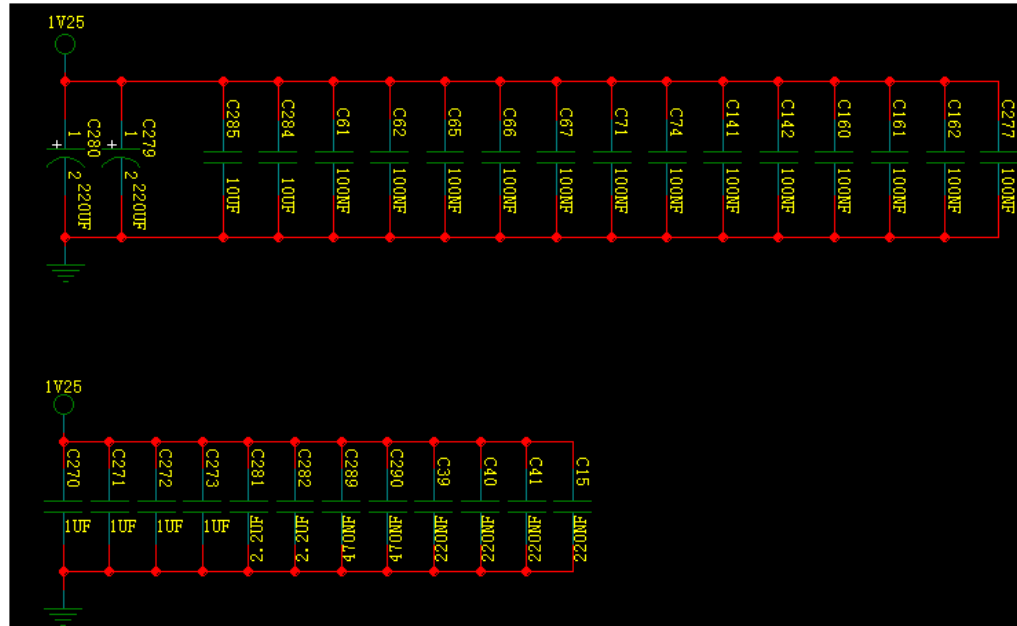 1V25
C280
1
+
2
220UF
C279
1
+
2
220UF
C285
10UF
C284
10UF
C61
100NF
C62
100NF
C65
100NF
C66
100NF
C67
100NF
C71
100NF
C74
100NF
C141
100NF
C142
100NF
C160
100NF
C161
100NF
C162
100NF
C277
100NF
1V25
C270
1UF
C271
1UF
C272
1UF
C273
1UF
C281
2.2UF
C282
2.2UF
C289
470NF
C290
470NF
C39
220NF
C40
220NF
C41
220NF
C15
220NF